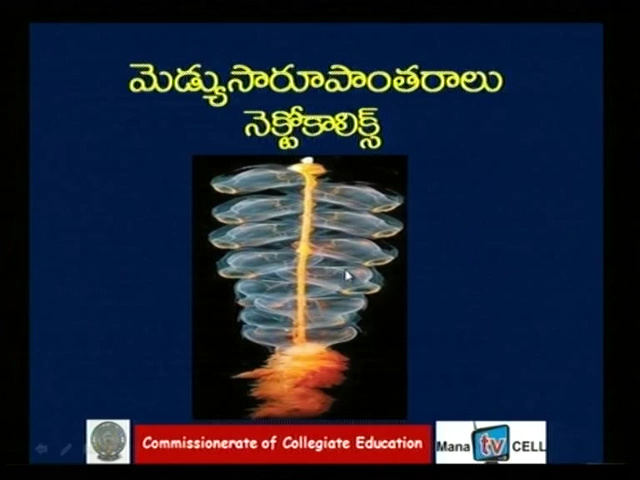 మెడ్యుసారూపాంతరాలు
నెక్టోకాలిక్స్
Commissionerate of Collegiate Education
Mana tv CELL